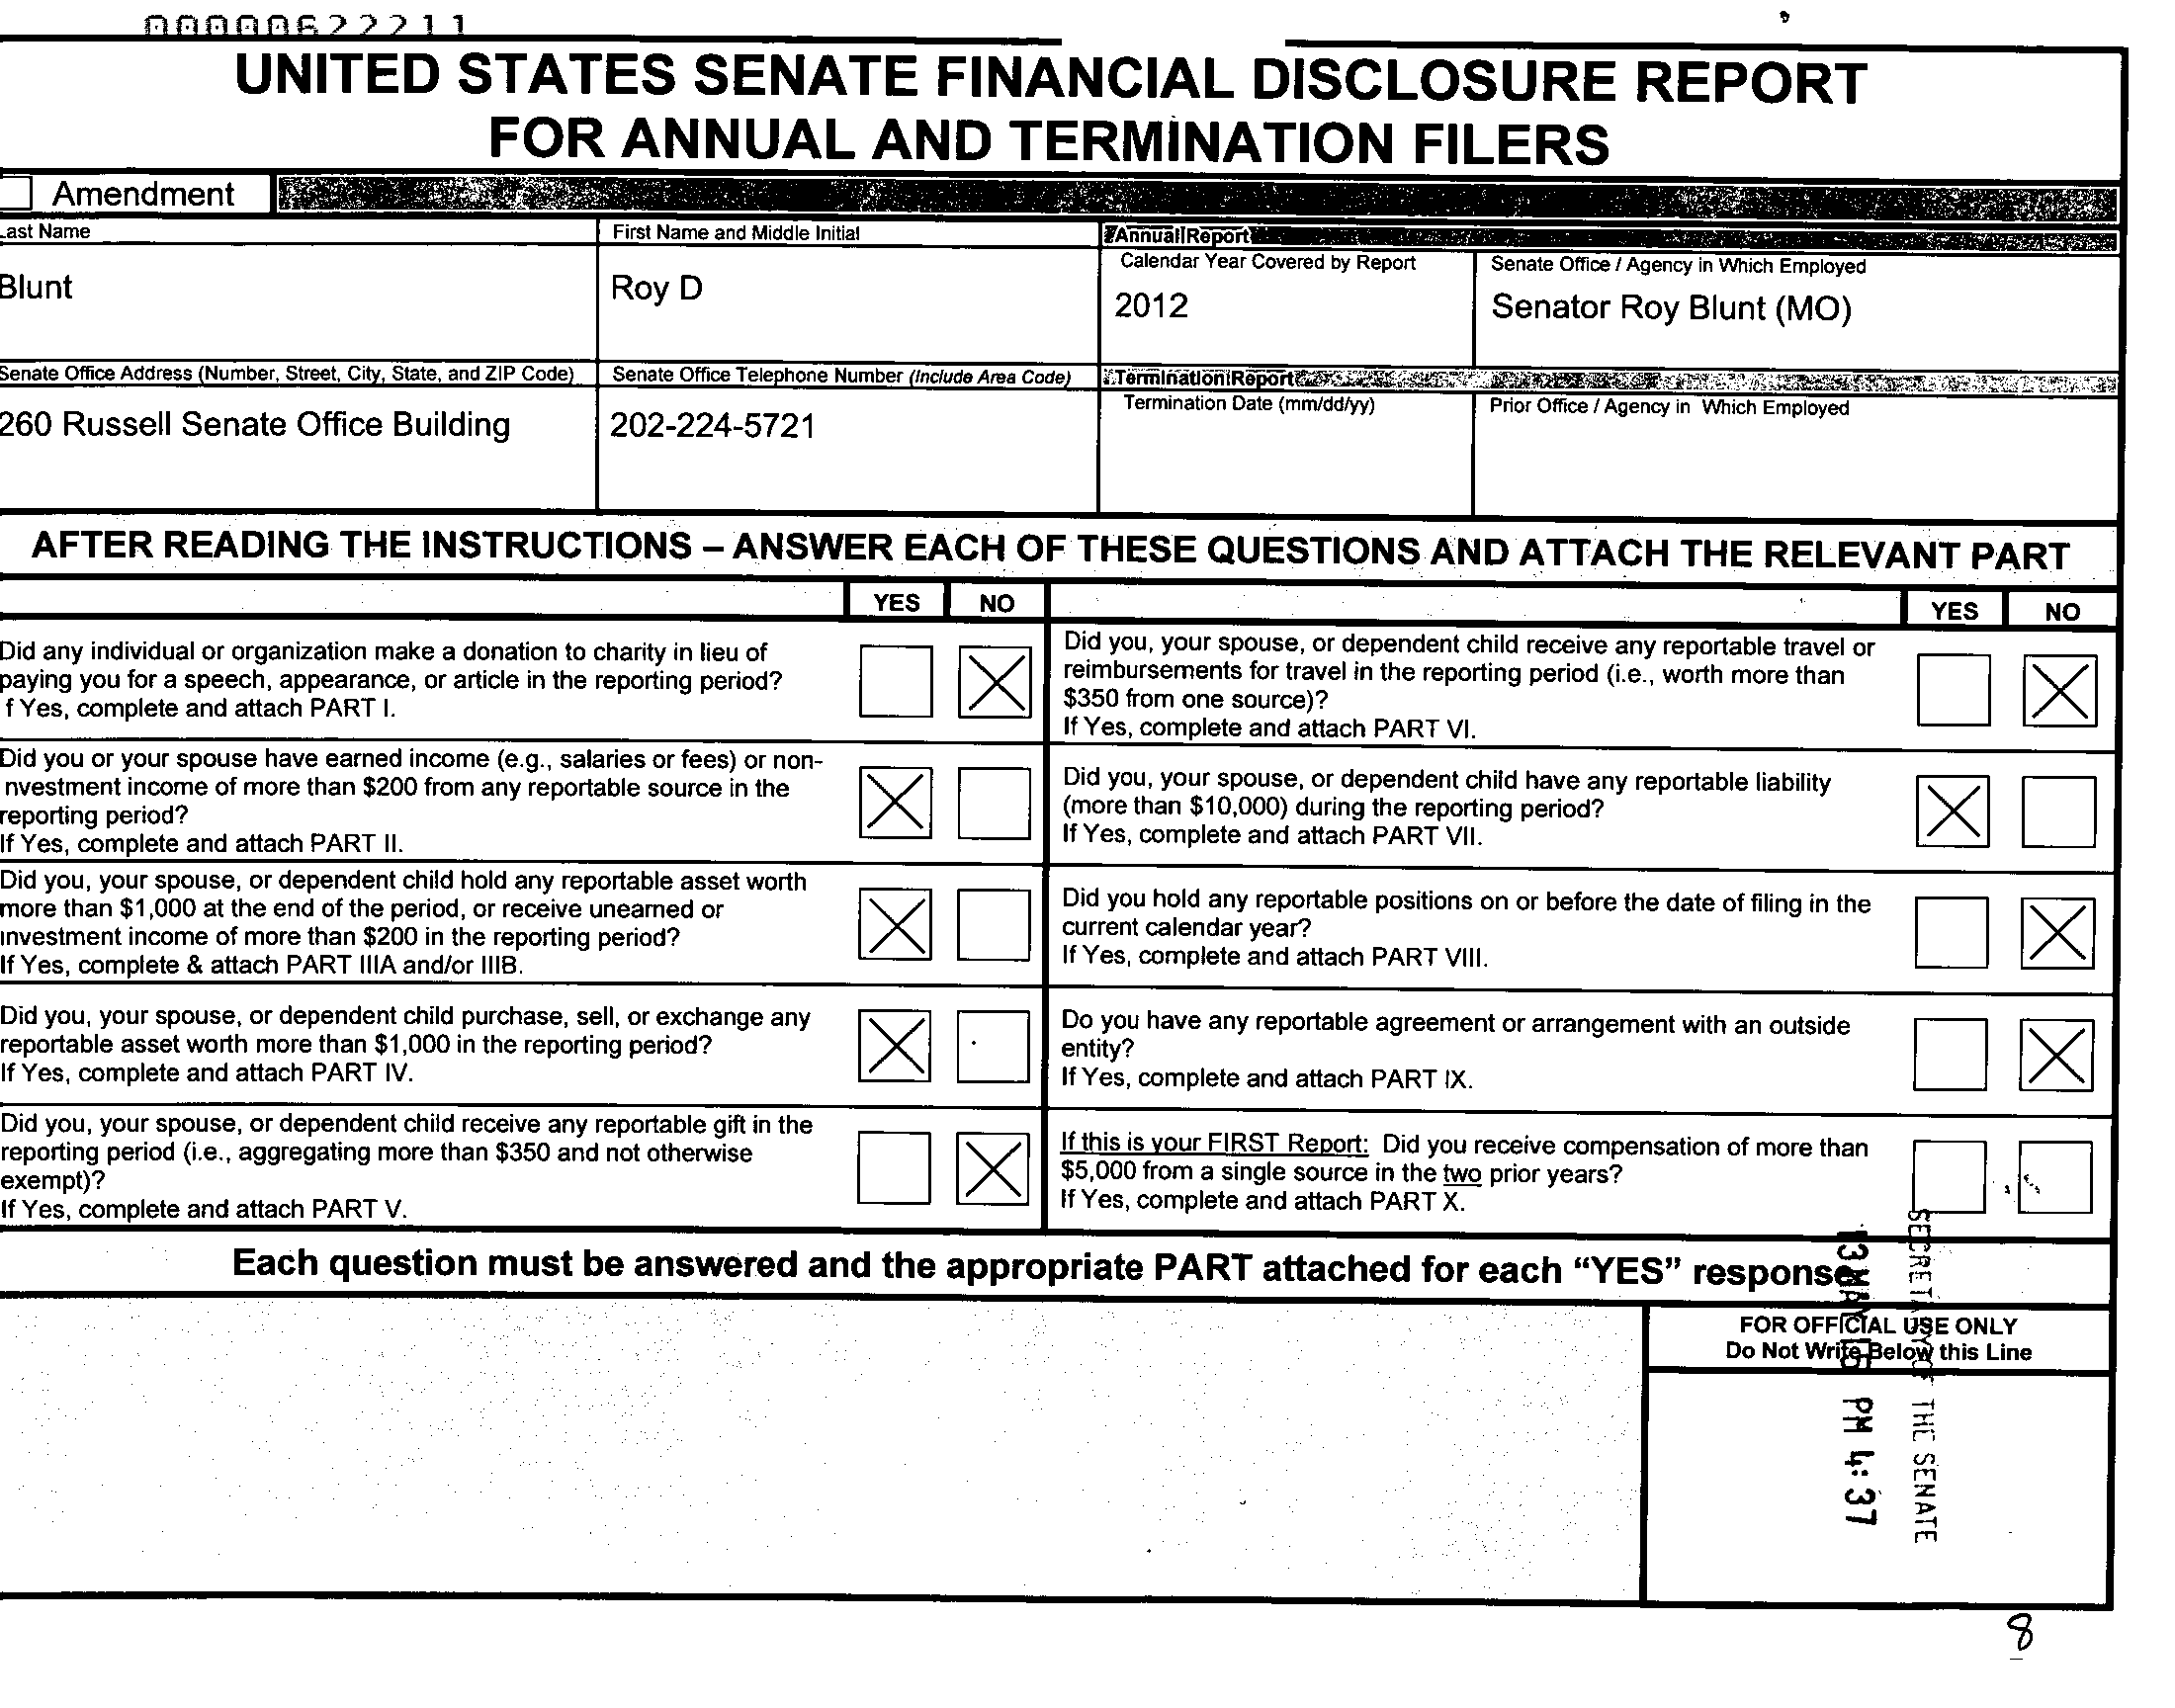 UNITED STATES SENATE FINANCIAL DISCLOSURE REPORT
FOR ANNUAL AND TERMINATION FILERS
Amendment
Last Name
First Name and Middle Initial
Annual Report
Calendar Year Covered by Report
Senate Office / Agency in Which Employed
Blunt
Roy D
2012
Senator Roy Blunt (MO)
Senate Office Address (Number, Street, City, State, and ZIP Code)
Senate Office Telephone Number (Include Area Code)
Termination Report
Termination Date (mm/dd/yy)
Prior Office / Agency in Which Employed
260 Russell Senate Office Building
202-224-5721
AFTER READING THE INSTRUCTIONS – ANSWER EACH OF THESE QUESTIONS AND ATTACH THE RELEVANT PART
YES NO
YES NO
Did any individual or organization make a donation to charity in lieu of
paying you for a speech, appearance, or article in the reporting period?
f Yes, complete and attach PART I.
Did you, your spouse, or dependent child receive any reportable travel or
reimbursements for travel in the reporting period (i.e., worth more than
$350 from one source)?
If Yes, complete and attach PART VI.
Did you or your spouse have earned income (e.g., salaries or fees) or non-
nvestment income of more than $200 from any reportable source in the
reporting period?
If Yes, complete and attach PART II.
Did you, your spouse, or dependent child have any reportable liability
(more than $10,000) during the reporting period?
If Yes, complete and attach PART VII.
Did you, your spouse, or dependent child hold any reportable asset worth
more than $1,000 at the end of the period, or receive unearned or
investment income of more than $200 in the reporting period?
If Yes, complete & attach PART IIIA and/or IIIB.
Did you hold any reportable positions on or before the date of filing in the
current calendar year?
If Yes, complete and attach PART VIII.
Did you, your spouse, or dependent child purchase, sell, or exchange any
reportable asset worth more than $1,000 in the reporting period?
If Yes, complete and attach PART IV.
Do you have any reportable agreement or arrangement with an outside
entity?
If Yes, complete and attach PART IX.
Did you, your spouse, or dependent child receive any reportable gift in the
reporting period (i.e., aggregating more than $350 and not otherwise
exempt)?
If Yes, complete and attach PART V.
If this is your FIRST Report: Did you receive compensation of more than
$5,000 from a single source in the two prior years?
If Yes, complete and attach PART X.
Each question must be answered and the appropriate PART attached for each “YES” response
FOR OFFICIAL USE ONLY
Do Not Write Below this Line
SECRETARY OF THE SENATE
13 MAY PM 4:37
8